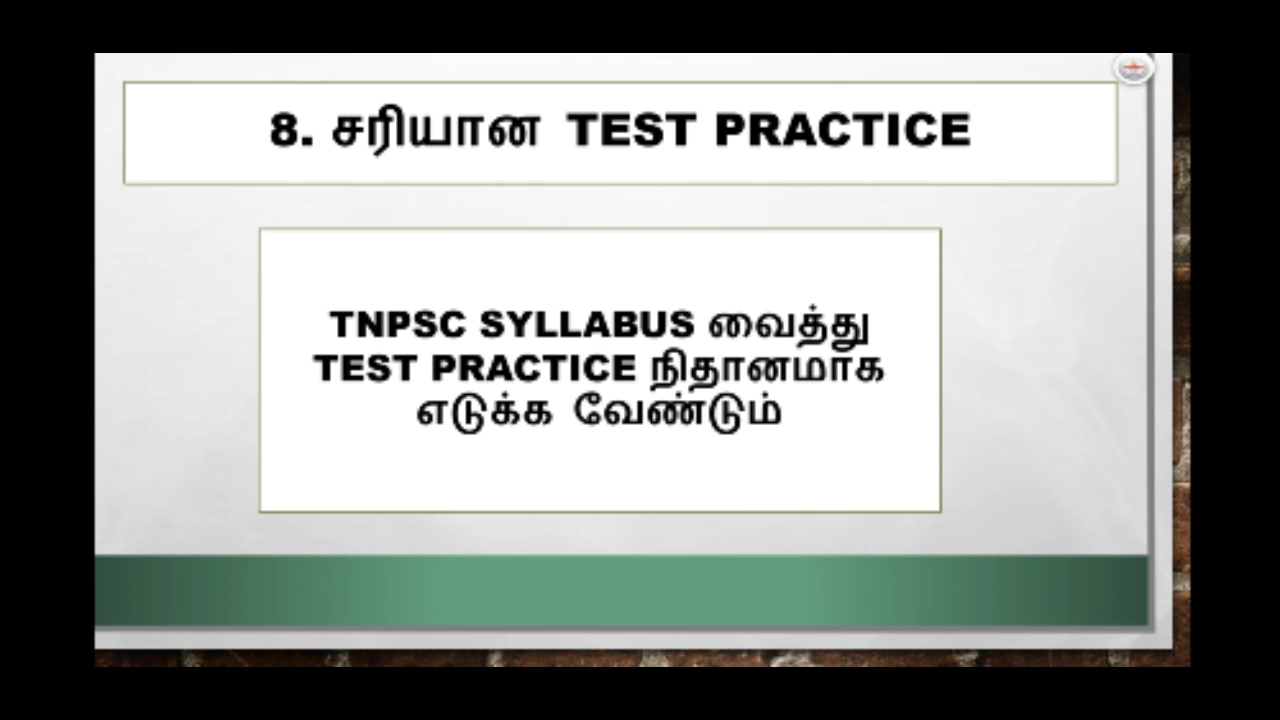 8. சரியான TEST PRACTICE
TNPSC SYLLABUS வைத்து
TEST PRACTICE நிதானமாக
எடுக்க வேண்டும்